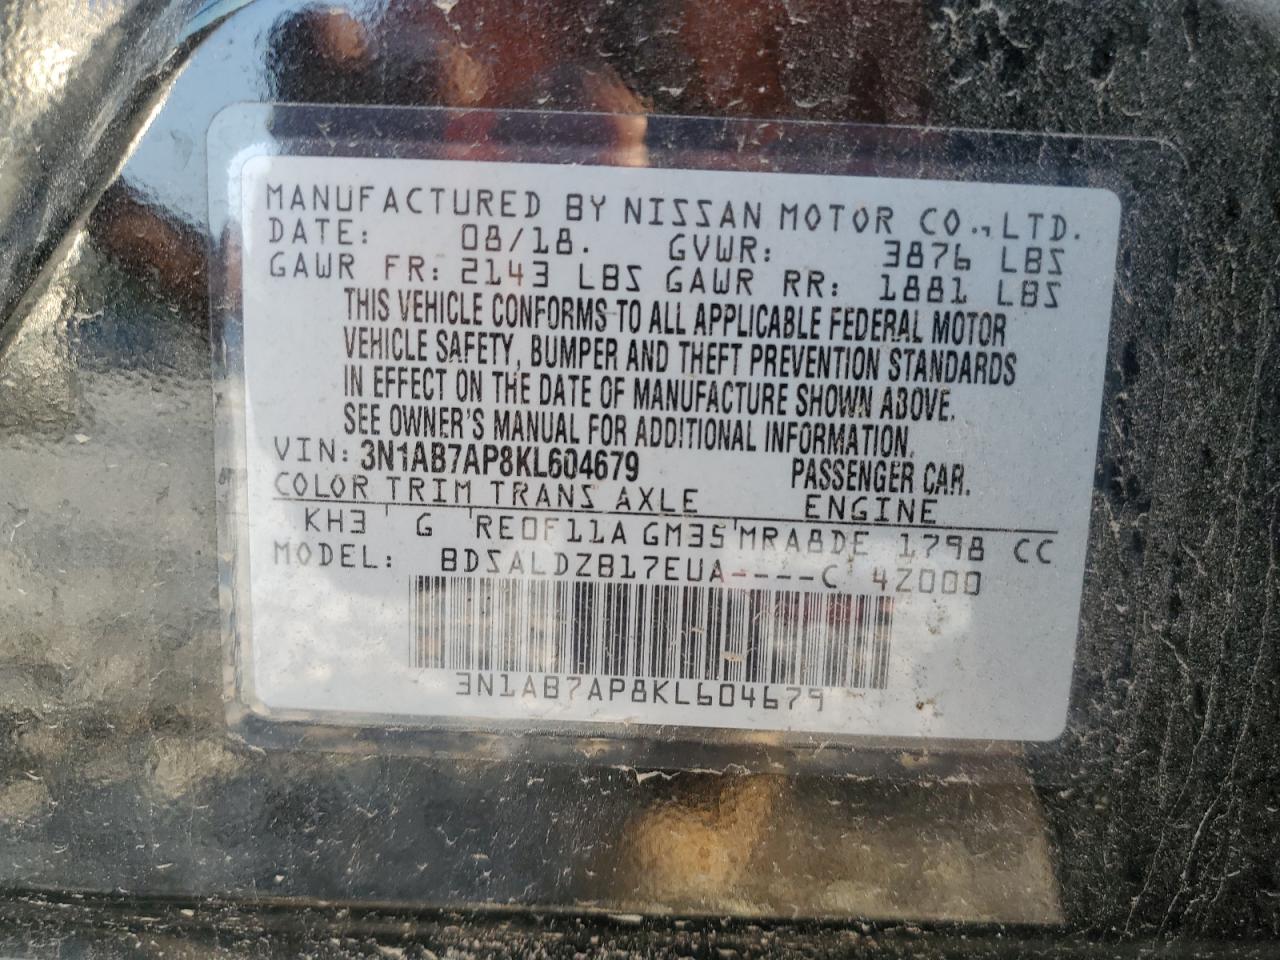 MANUFACTURED BY NISSAN MOTOR CO.,LTD.
DATE: 08/18. GVWR: 3876 LBS
GAWR FR: 2143 LBS GAWR RR: 1881 LBS
THIS VEHICLE CONFORMS TO ALL APPLICABLE FEDERAL MOTOR
VEHICLE SAFETY, BUMPER AND THEFT PREVENTION STANDARDS
IN EFFECT ON THE DATE OF MANUFACTURE SHOWN ABOVE.
SEE OWNER'S MANUAL FOR ADDITIONAL INFORMATION.
VIN: 3N1AB7AP8KL604679 PASSENGER CAR.
COLOR TRIM TRANS AXLE ENGINE
KH3 G RE0F11A GM35 MRA8DE 1798 CC
MODEL: BDSALDZB17EUA----C 4Z000
3N1AB7AP8KL604679